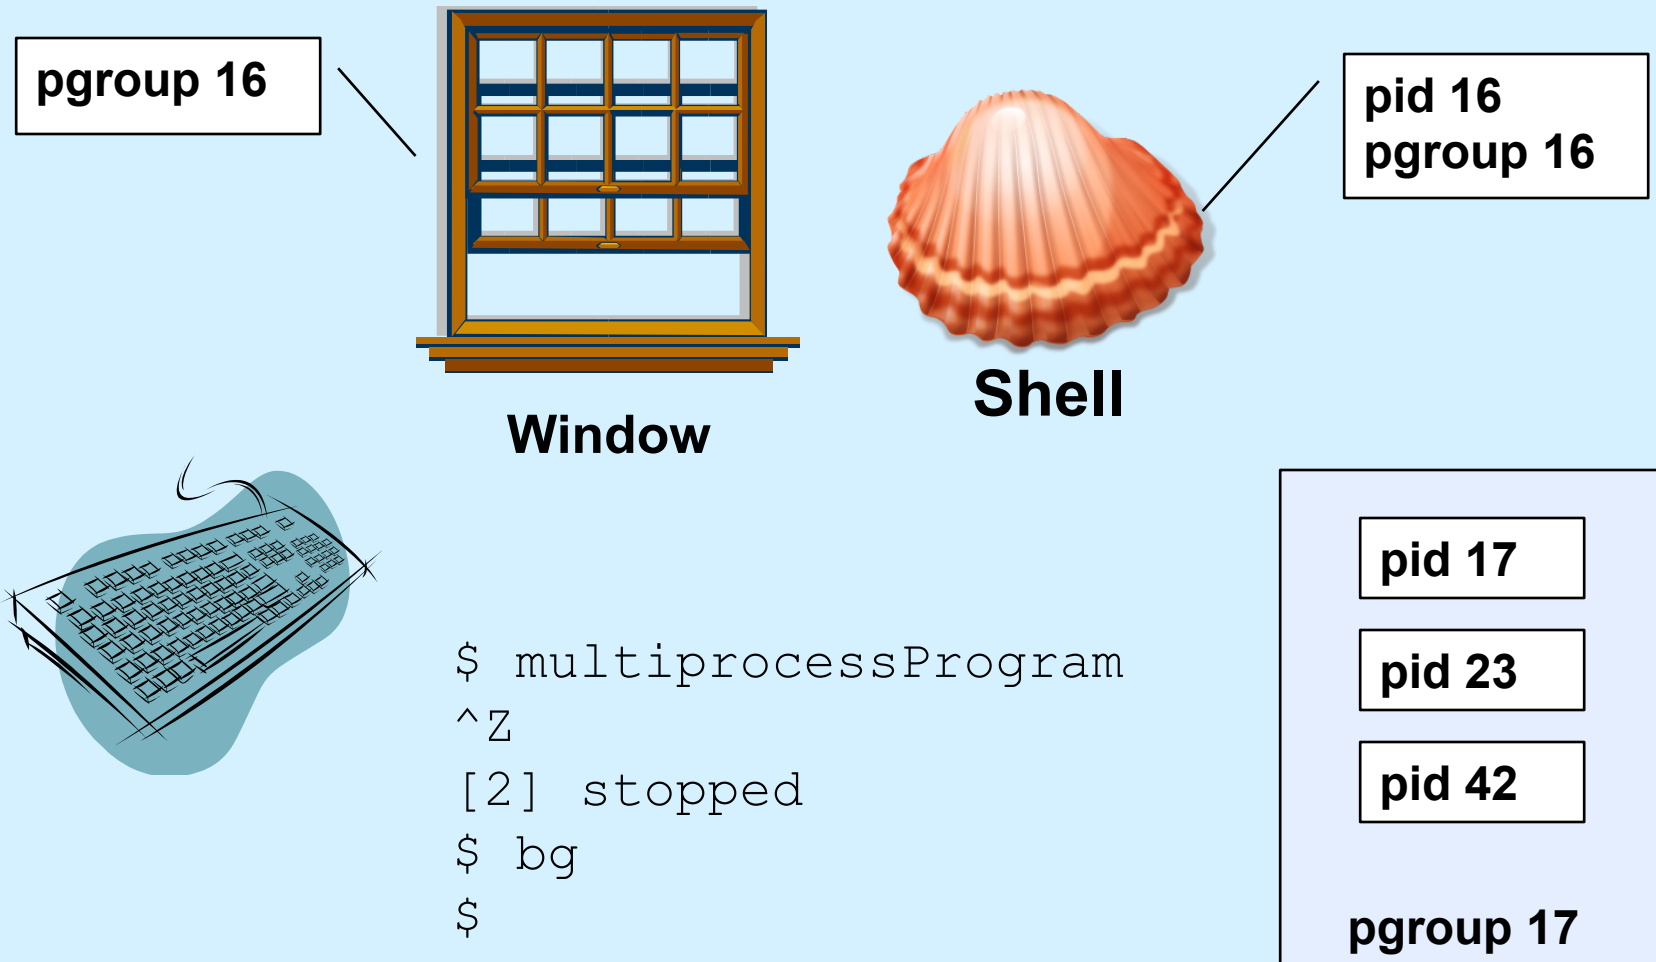 pgroup 16
pid 16
pgroup 16
Shell
Window
$ multiprocessProgram
^Z
[2] stopped
$ bg
$
pid 17
pid 23
pid 42
pgroup 17